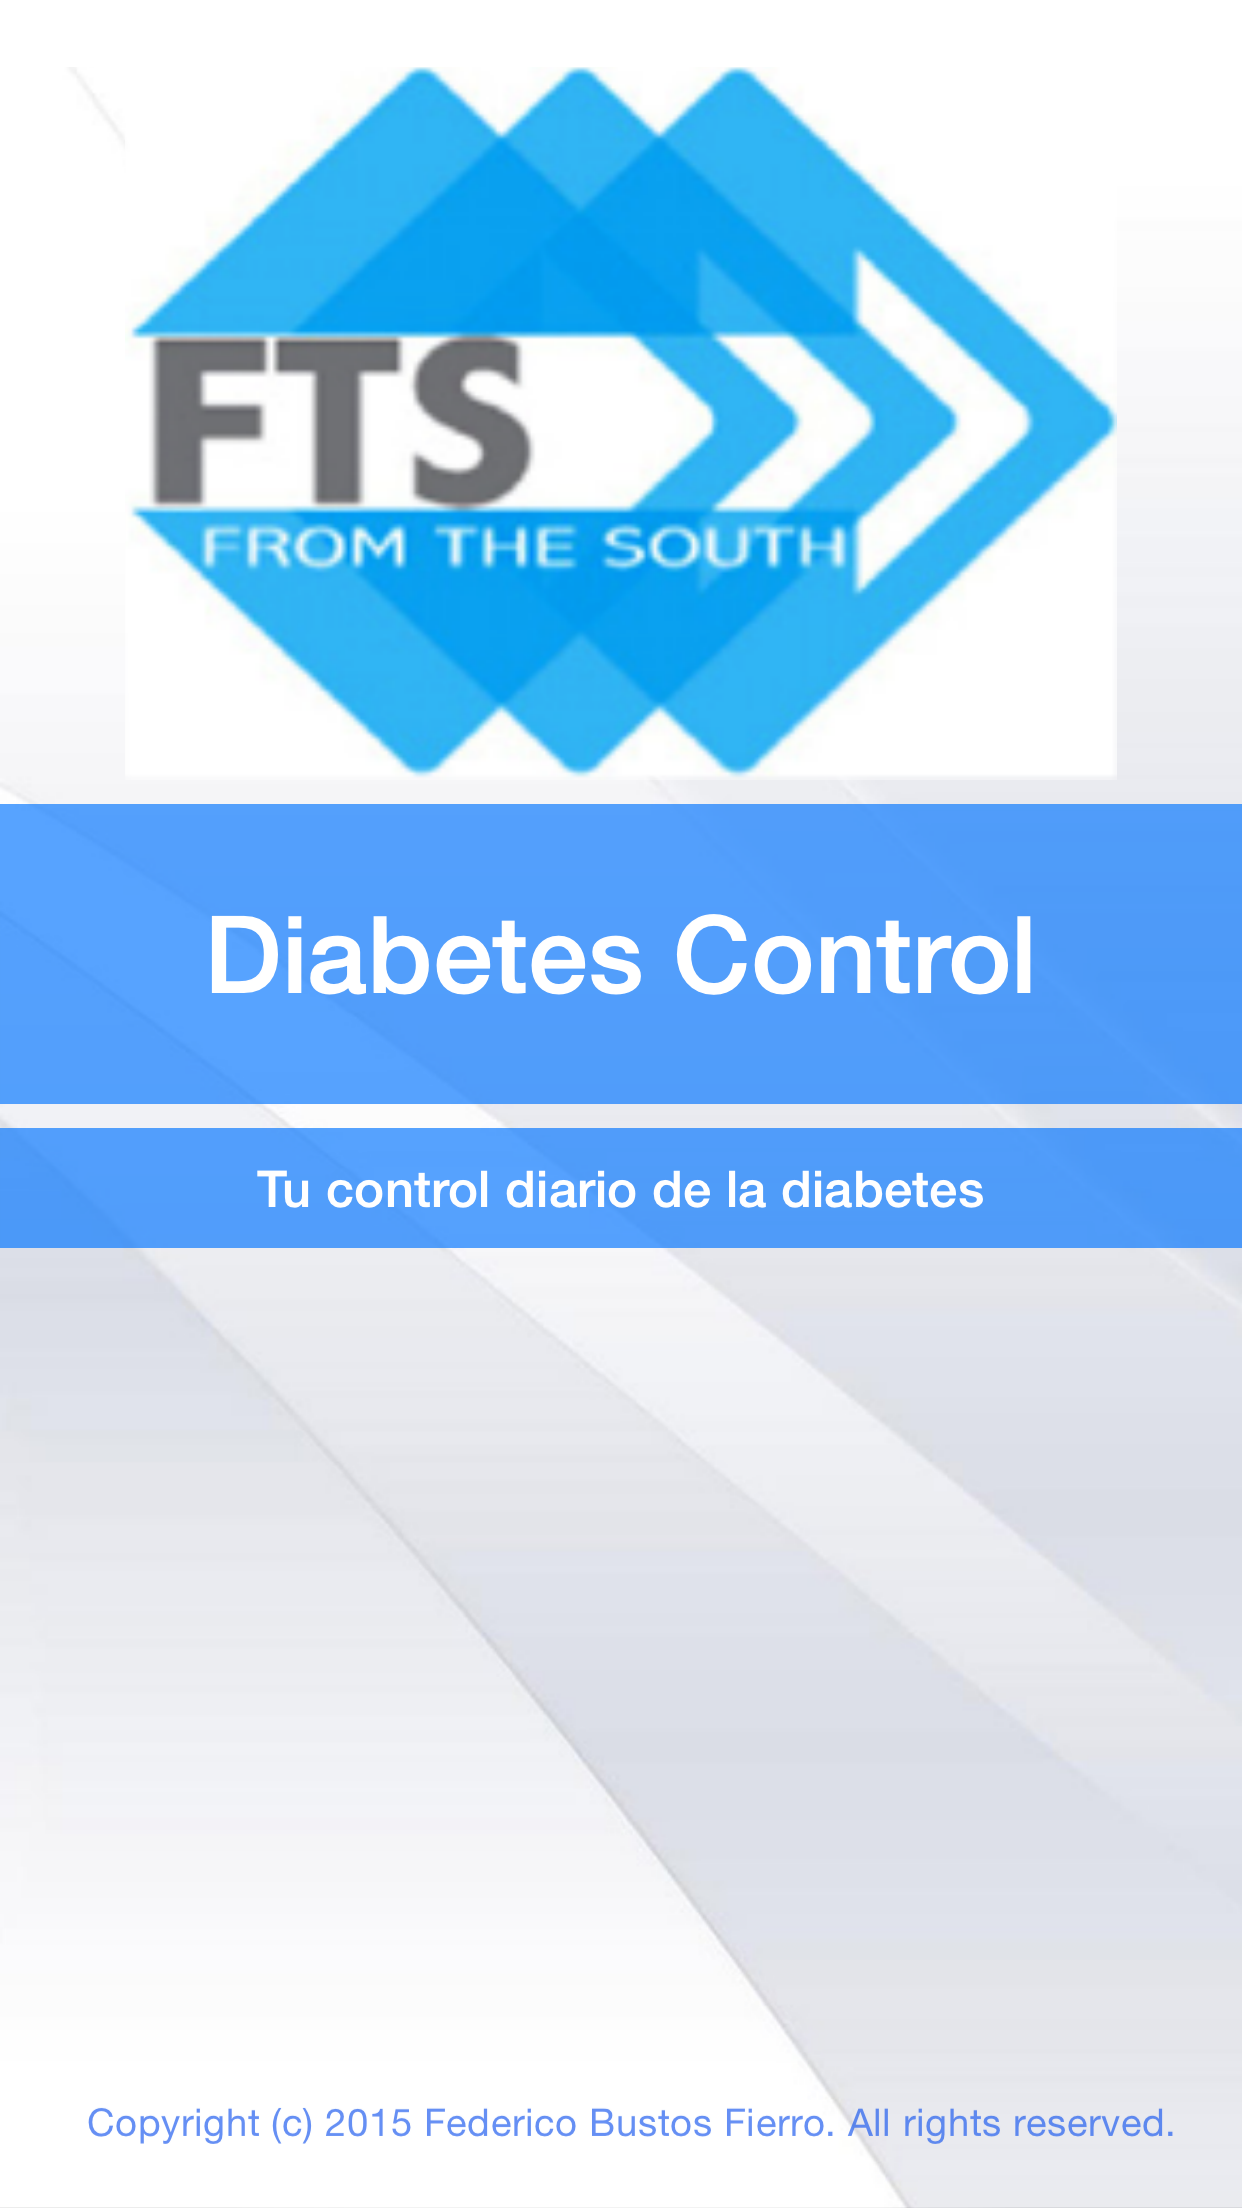 FTS
FROM THE SOUTH
Diabetes Control
Tu control diario de la diabetes
Copyright (c) 2015 Federico Bustos Fierro. All rights reserved.